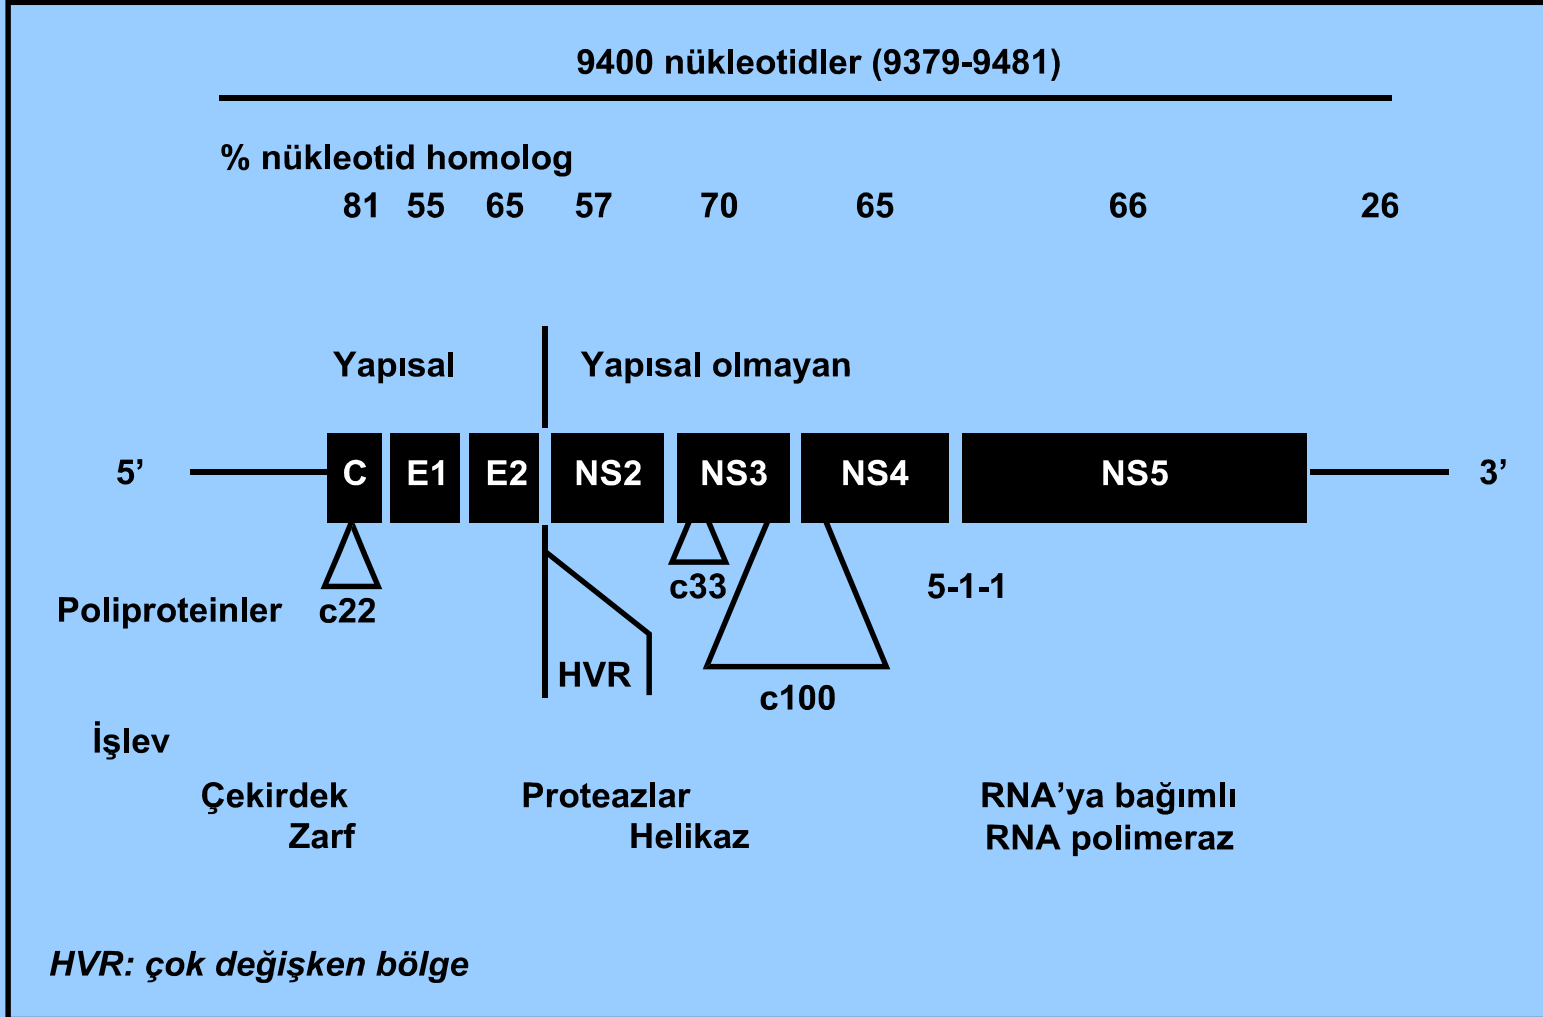 9400 nükleotidler (9379-9481)
% nükleotid homolog
81 55 65 57 70 65 66 26
Yapısal Yapısal olmayan
5’ C E1 E2 NS2 NS3 NS4 NS5 3’
c33 5-1-1
Poliproteinler c22
HVR
c100
İşlev
Çekirdek Proteazlar RNA’ya bağımlı
Zarf Helikaz RNA polimeraz
HVR: çok değişken bölge